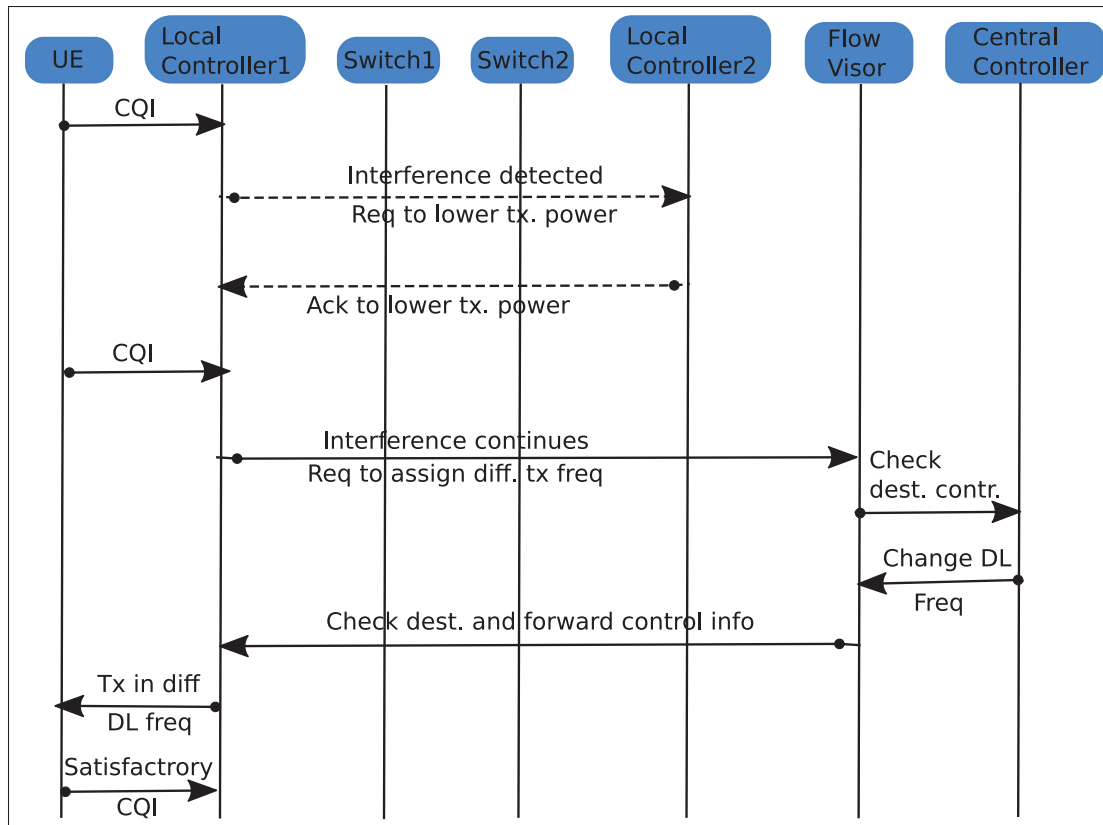 UE
Local
Controller1
Switch1
Switch2
Local
Controller2
Flow
Visor
Central
Controller
CQI
Interference detected
Req to lower tx. power
Ack to lower tx. power
CQI
Interference continues
Req to assign diff. tx freq
Check
dest. contr.
Change DL
Freq
Check dest. and forward control info
Tx in diff
DL freq
Satisfactrory
CQI